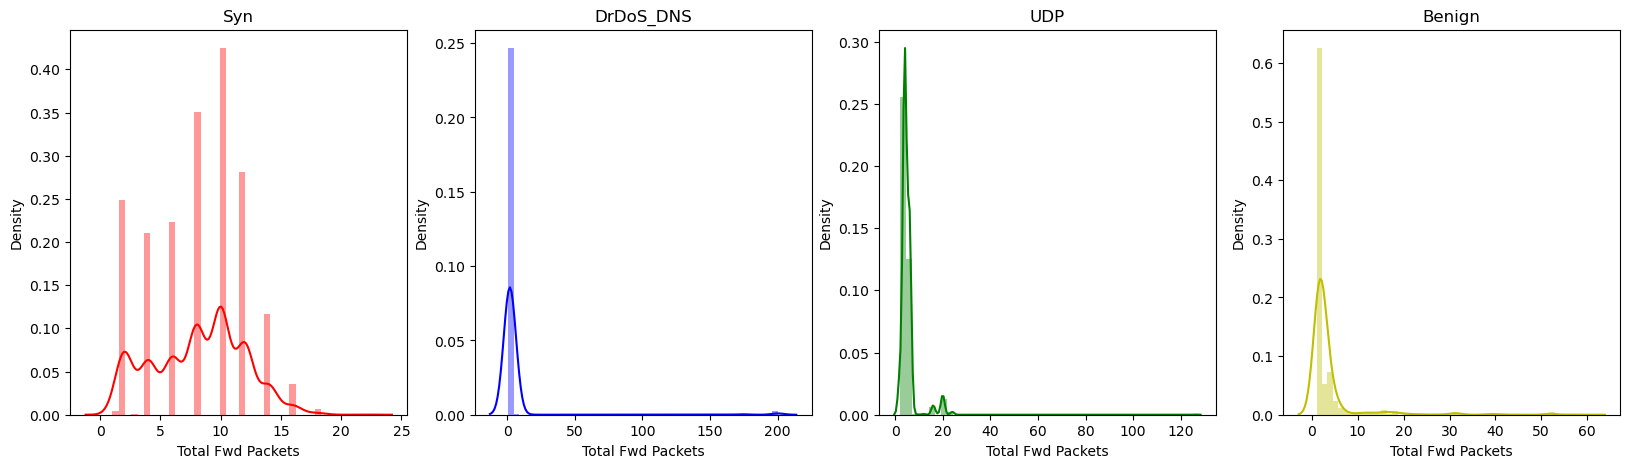 Syn
0.40
0.35
0.30
0.25
0.20
0.15
0.10
0.05
0.00
Density
0 5 10 15 20 25
Total Fwd Packets
DrDoS_DNS
0.25
0.20
0.15
0.10
0.05
0.00
Density
0 50 100 150 200
Total Fwd Packets
UDP
0.30
0.25
0.20
0.15
0.10
0.05
0.00
Density
0 20 40 60 80 100 120
Total Fwd Packets
Benign
0.6
0.5
0.4
0.3
0.2
0.1
0.0
Density
0 10 20 30 40 50 60
Total Fwd Packets